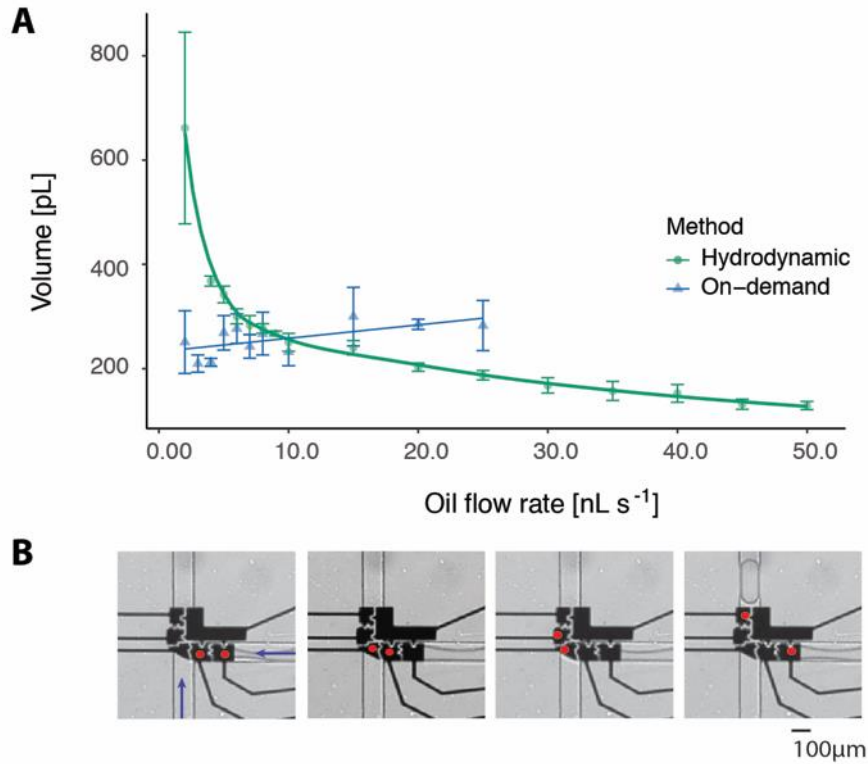 A
800
600
400
200
Volume [pL]
Method
Hydrodynamic
On-demand
0.00 10.0 20.0 30.0 40.0 50.0
Oil flow rate [nL s⁻¹]
B
100µm